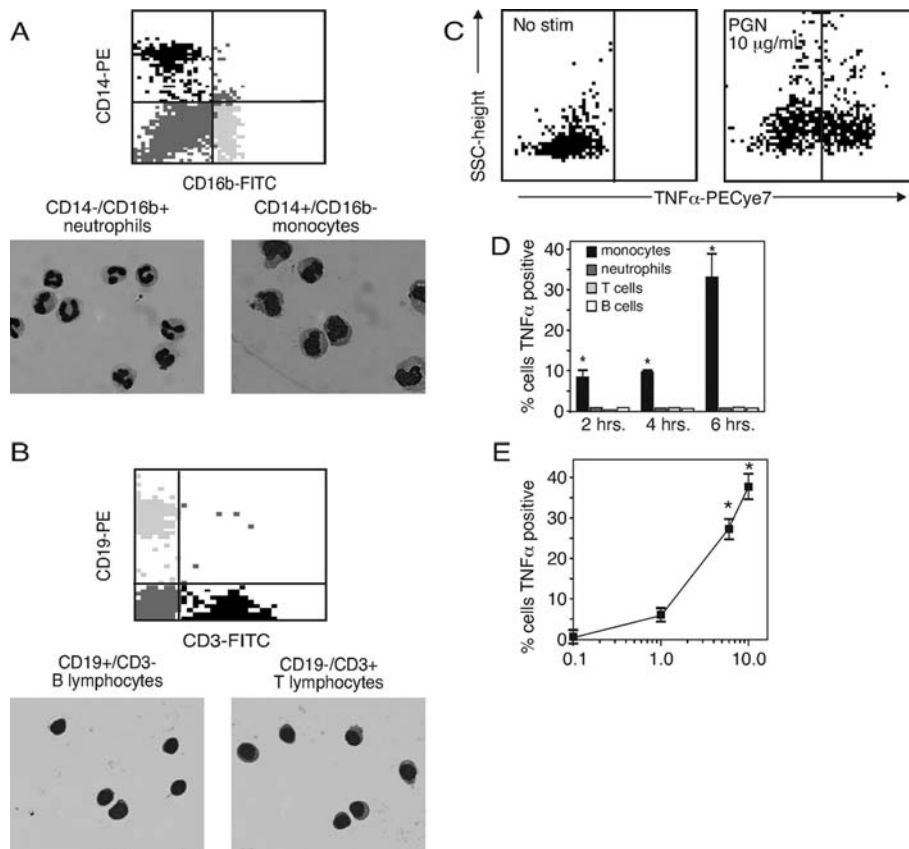 A
CD14-PE
CD16b-FITC
CD14-/CD16b+
neutrophils
CD14+/CD16b-
monocytes
B
CD19-PE
CD3-FITC
CD19+/CD3-
B lymphocytes
CD19-/CD3+
T lymphocytes
C
SSC-height
No stim
PGN
10 μg/ml
TNFα-PECye7
D
% cells TNFα positive
40
30
20
10
0
monocytes
neutrophils
T cells
B cells
*
*
*
2 hrs.
4 hrs.
6 hrs.
E
% cells TNFα positive
40
30
20
10
0
*
*
0.1
1.0
10.0